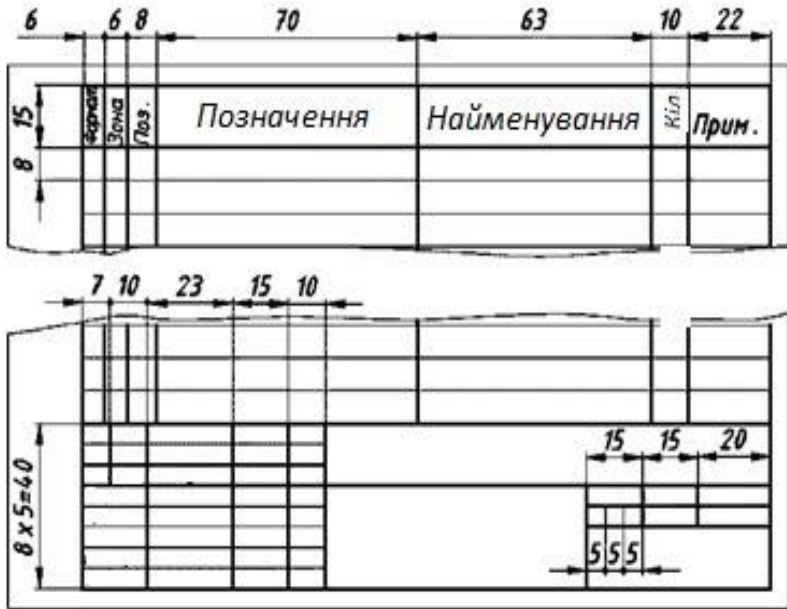 6 6 8 70 63 10 22
15 Формат Зона Поз. Позначення Найменування Кіл. Прим.
8
7 10 23 15 10
15 15 20
8 х 5=40
5 5 5